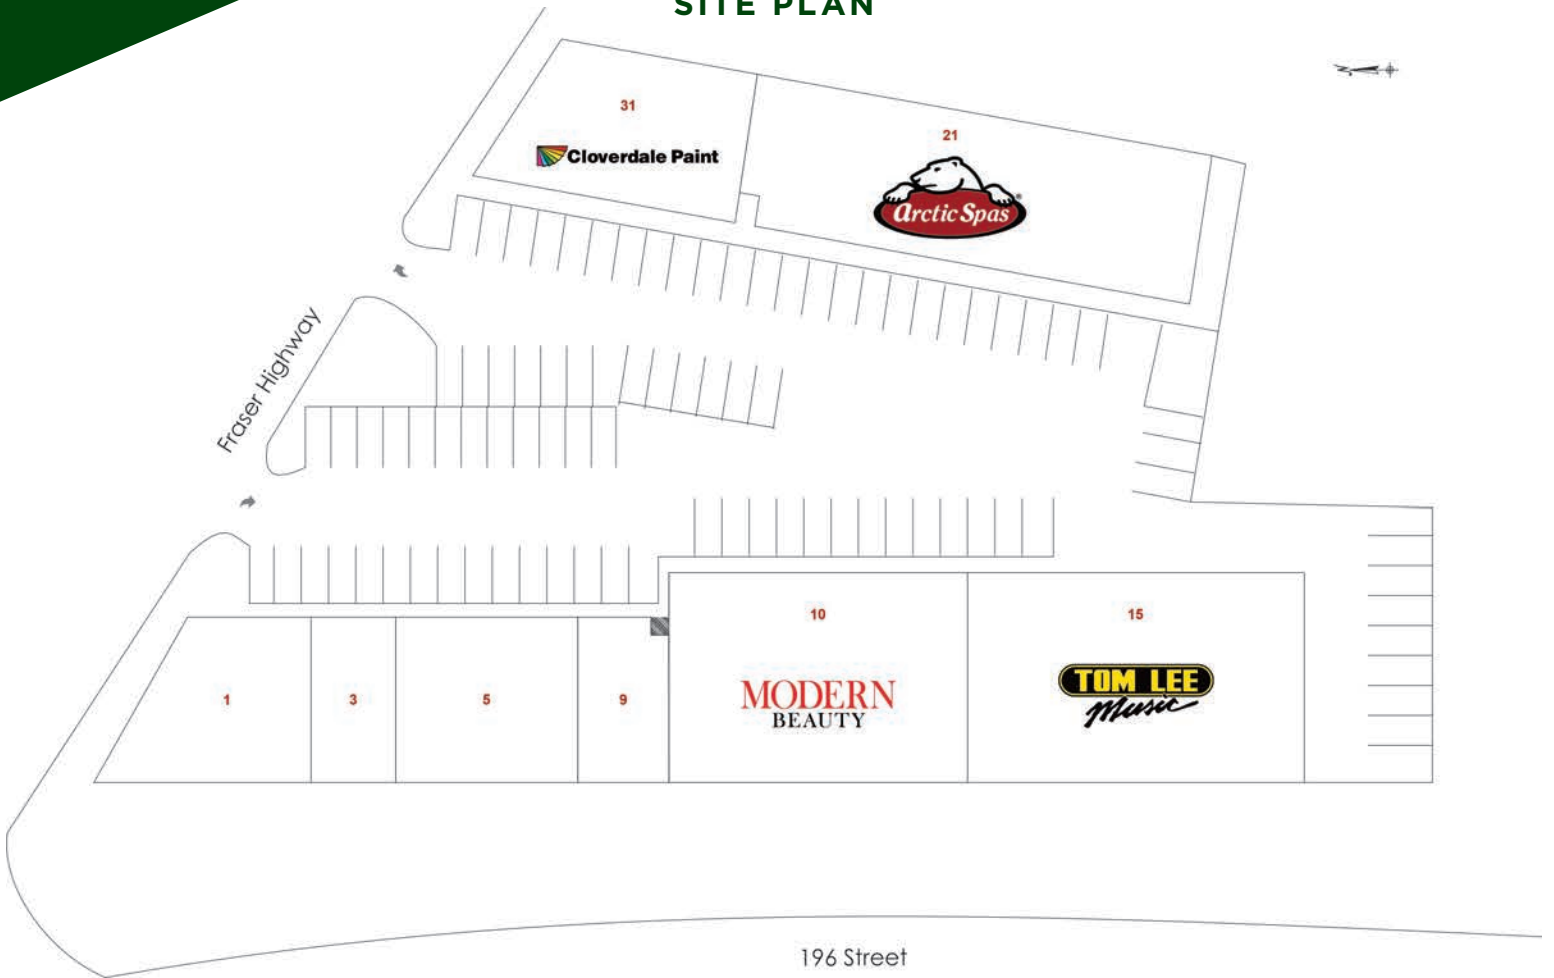 SITE PLAN
N
31
Cloverdale Paint
21
arctic Spas®
Fraser Highway
10
15
1
3
5
9
MODERN
BEAUTY
TOM LEE
Music
196 Street